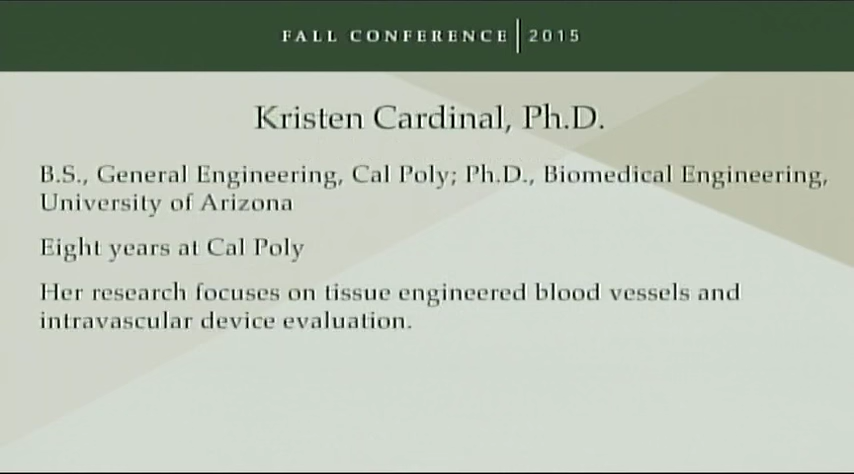 FALL CONFERENCE | 2015
Kristen Cardinal, Ph.D.
B.S., General Engineering, Cal Poly; Ph.D., Biomedical Engineering,
University of Arizona
Eight years at Cal Poly
Her research focuses on tissue engineered blood vessels and
intravascular device evaluation.